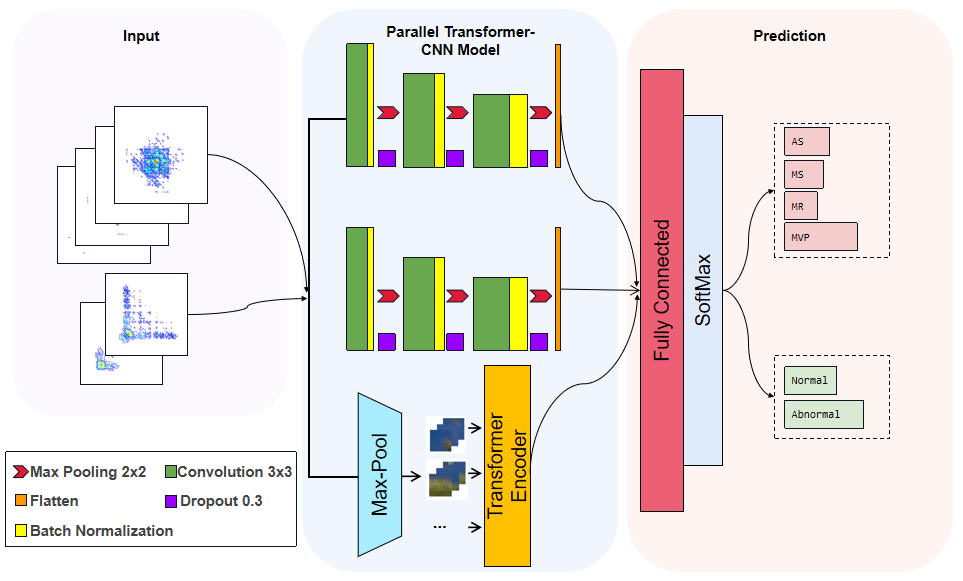 Input
Parallel Transformer-
CNN Model
Prediction
Fully Connected
SoftMax
AS
MS
MR
MVP
Normal
Abnormal
Max-Pool
...
Transformer
Encoder
Max Pooling 2x2
Convolution 3x3
Flatten
Dropout 0.3
Batch Normalization